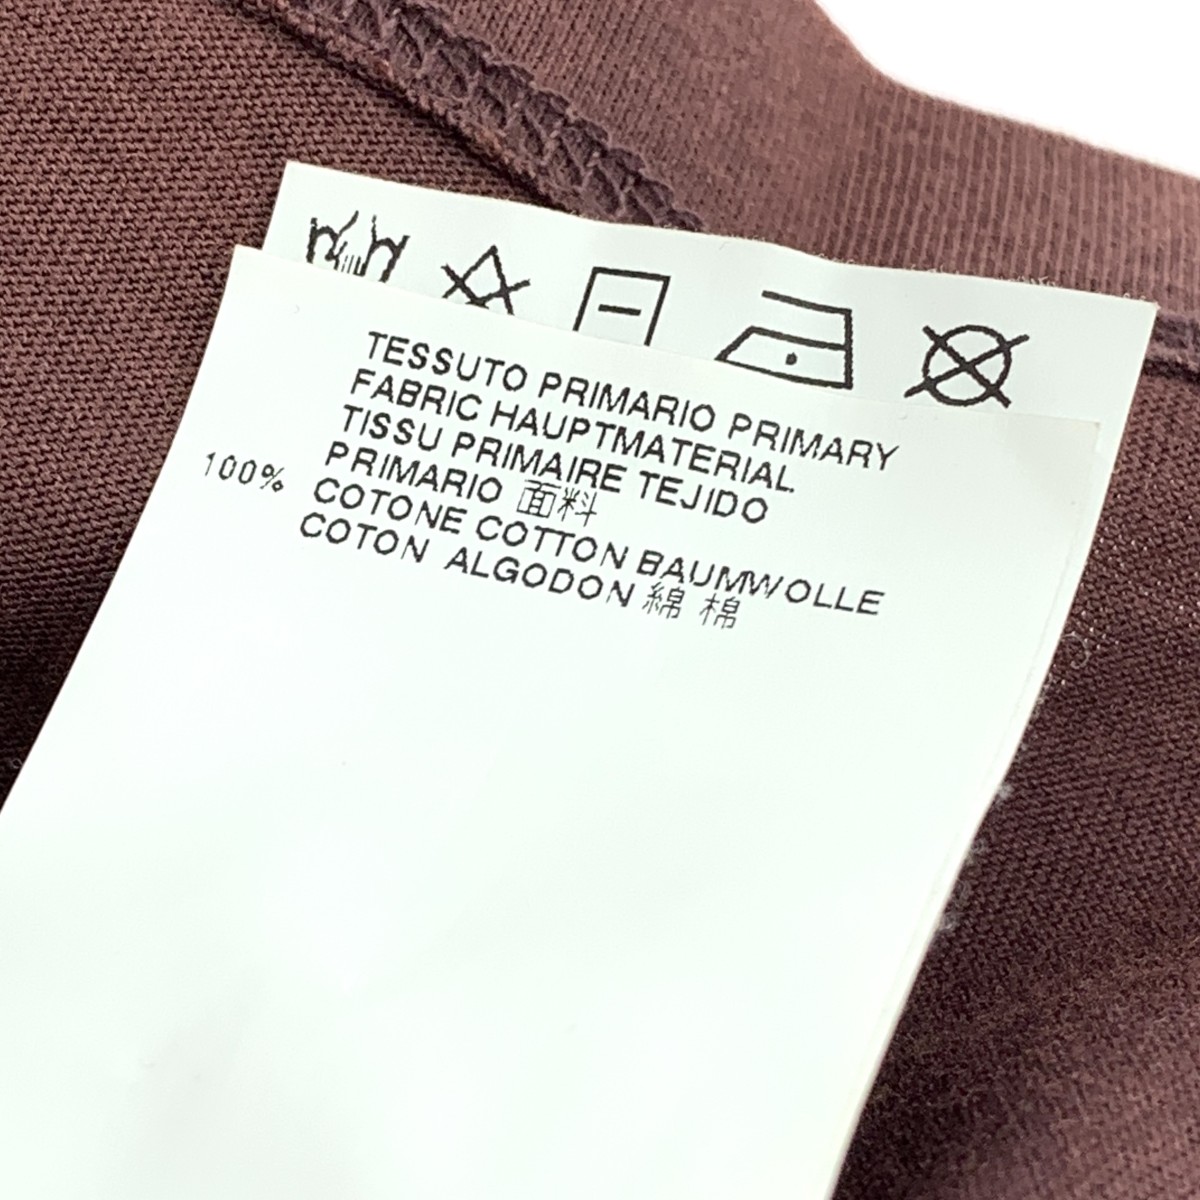 TESSUTO PRIMARIO PRIMARY
FABRIC HAUPTMATERIAL
TISSU PRIMAIRE TEJIDO
PRIMARIO 面料
100% COTONE COTTON BAUMWOLLE
COTON ALGODON 綿 棉